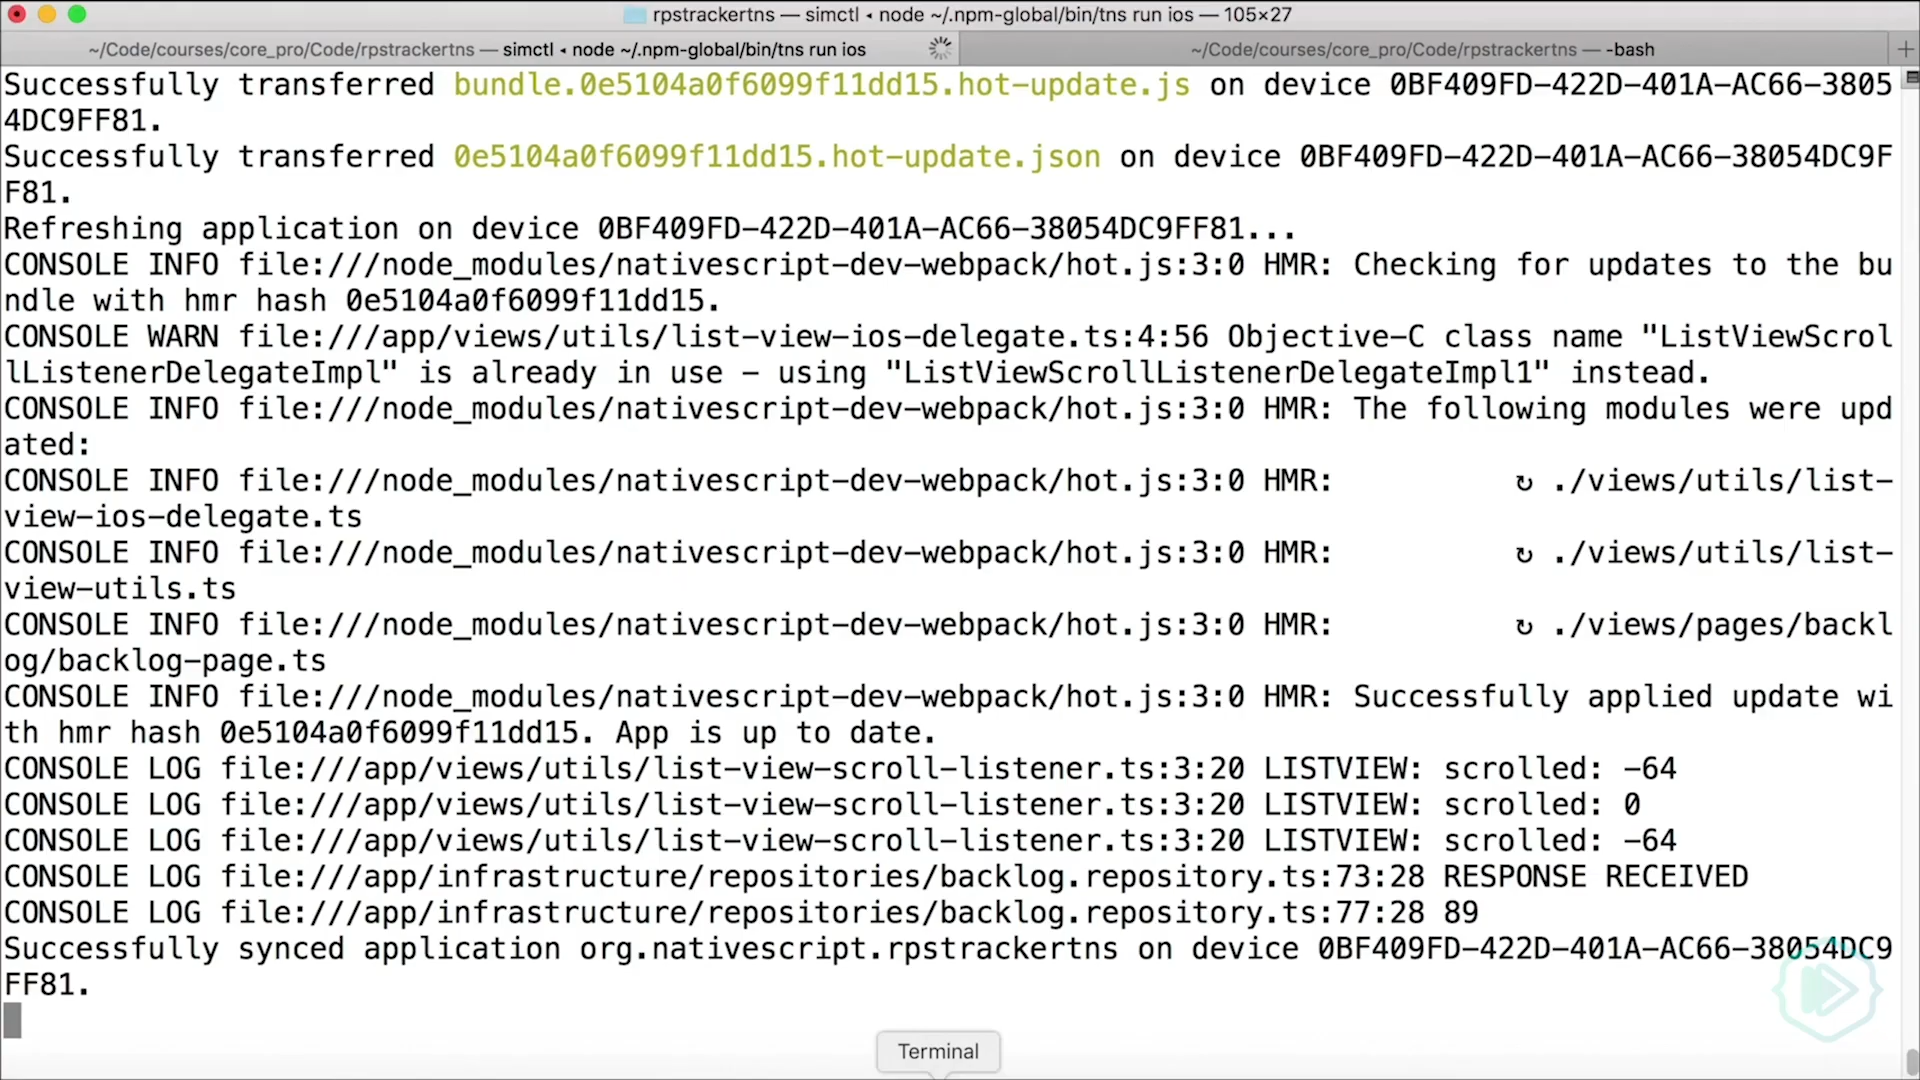 rpstrackertns — simctl ◂ node ~/.npm-global/bin/tns run ios — 105×27
~/Code/courses/core_pro/Code/rpstrackertns — simctl ◂ node ~/.npm-global/bin/tns run ios
~/Code/courses/core_pro/Code/rpstrackertns — -bash
Successfully transferred bundle.0e5104a0f6099f11dd15.hot-update.js on device 0BF409FD-422D-401A-AC66-3805
4DC9FF81.
Successfully transferred 0e5104a0f6099f11dd15.hot-update.json on device 0BF409FD-422D-401A-AC66-38054DC9F
F81.
Refreshing application on device 0BF409FD-422D-401A-AC66-38054DC9FF81...
CONSOLE INFO file:///node_modules/nativescript-dev-webpack/hot.js:3:0 HMR: Checking for updates to the bu
ndle with hmr hash 0e5104a0f6099f11dd15.
CONSOLE WARN file:///app/views/utils/list-view-ios-delegate.ts:4:56 Objective-C class name "ListViewScrol
lListenerDelegateImpl" is already in use - using "ListViewScrollListenerDelegateImpl1" instead.
CONSOLE INFO file:///node_modules/nativescript-dev-webpack/hot.js:3:0 HMR: The following modules were upd
ated:
CONSOLE INFO file:///node_modules/nativescript-dev-webpack/hot.js:3:0 HMR:          ↻ ./views/utils/list-
view-ios-delegate.ts
CONSOLE INFO file:///node_modules/nativescript-dev-webpack/hot.js:3:0 HMR:          ↻ ./views/utils/list-
view-utils.ts
CONSOLE INFO file:///node_modules/nativescript-dev-webpack/hot.js:3:0 HMR:          ↻ ./views/pages/backl
og/backlog-page.ts
CONSOLE INFO file:///node_modules/nativescript-dev-webpack/hot.js:3:0 HMR: Successfully applied update wi
th hmr hash 0e5104a0f6099f11dd15. App is up to date.
CONSOLE LOG file:///app/views/utils/list-view-scroll-listener.ts:3:20 LISTVIEW: scrolled: -64
CONSOLE LOG file:///app/views/utils/list-view-scroll-listener.ts:3:20 LISTVIEW: scrolled: 0
CONSOLE LOG file:///app/views/utils/list-view-scroll-listener.ts:3:20 LISTVIEW: scrolled: -64
CONSOLE LOG file:///app/infrastructure/repositories/backlog.repository.ts:73:28 RESPONSE RECEIVED
CONSOLE LOG file:///app/infrastructure/repositories/backlog.repository.ts:77:28 89
Successfully synced application org.nativescript.rpstrackertns on device 0BF409FD-422D-401A-AC66-38054DC9
FF81.
Terminal